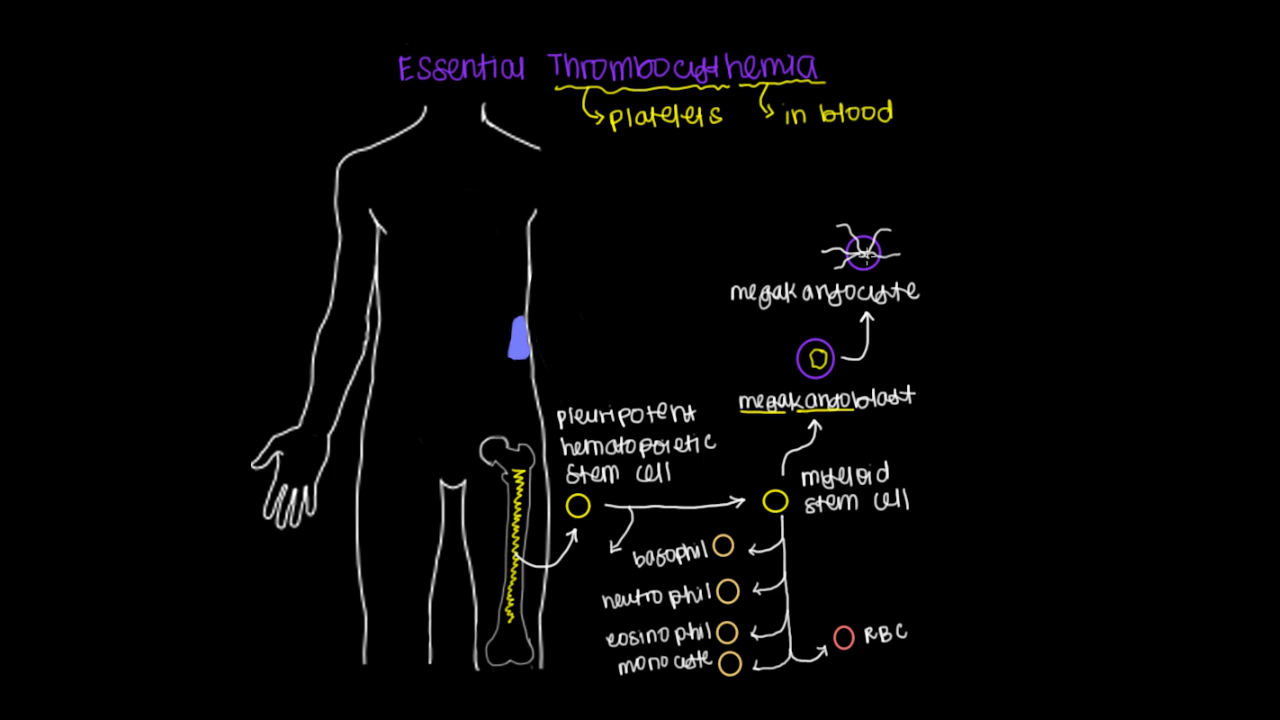 Essential Thrombocythemia
platelets
in blood
megakaryocyte
megakaryoblast
pleuripotent
hematopoietic
stem cell
myeloid
stem cell
basophil
neutrophil
eosinophil
monocyte
RBC